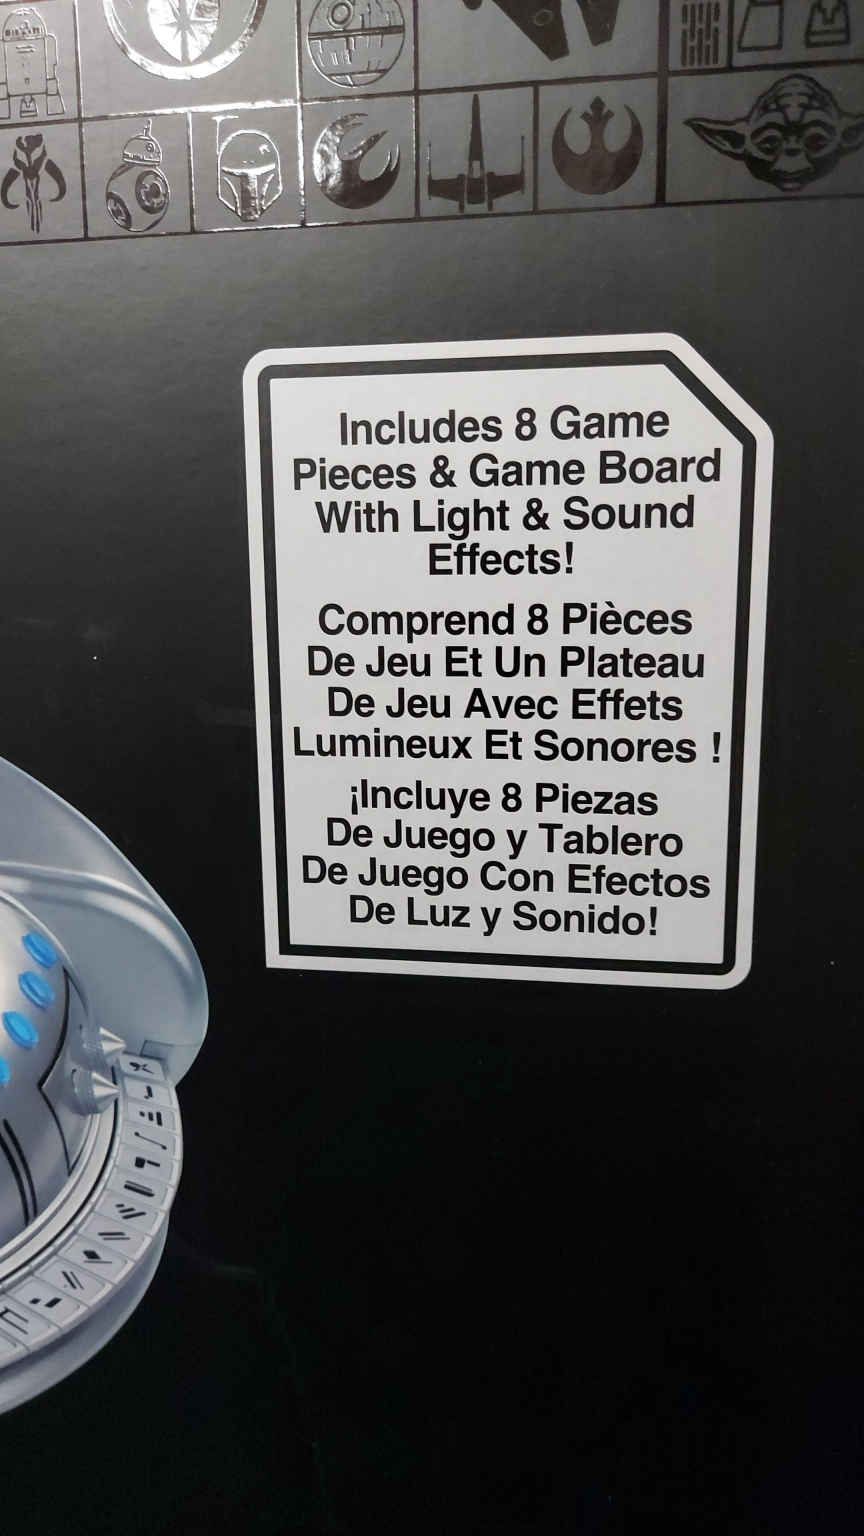 Includes 8 Game
Pieces & Game Board
With Light & Sound
Effects!
Comprend 8 Pièces
De Jeu Et Un Plateau
De Jeu Avec Effets
Lumineux Et Sonores !
¡Incluye 8 Piezas
De Juego y Tablero
De Juego Con Efectos
De Luz y Sonido!